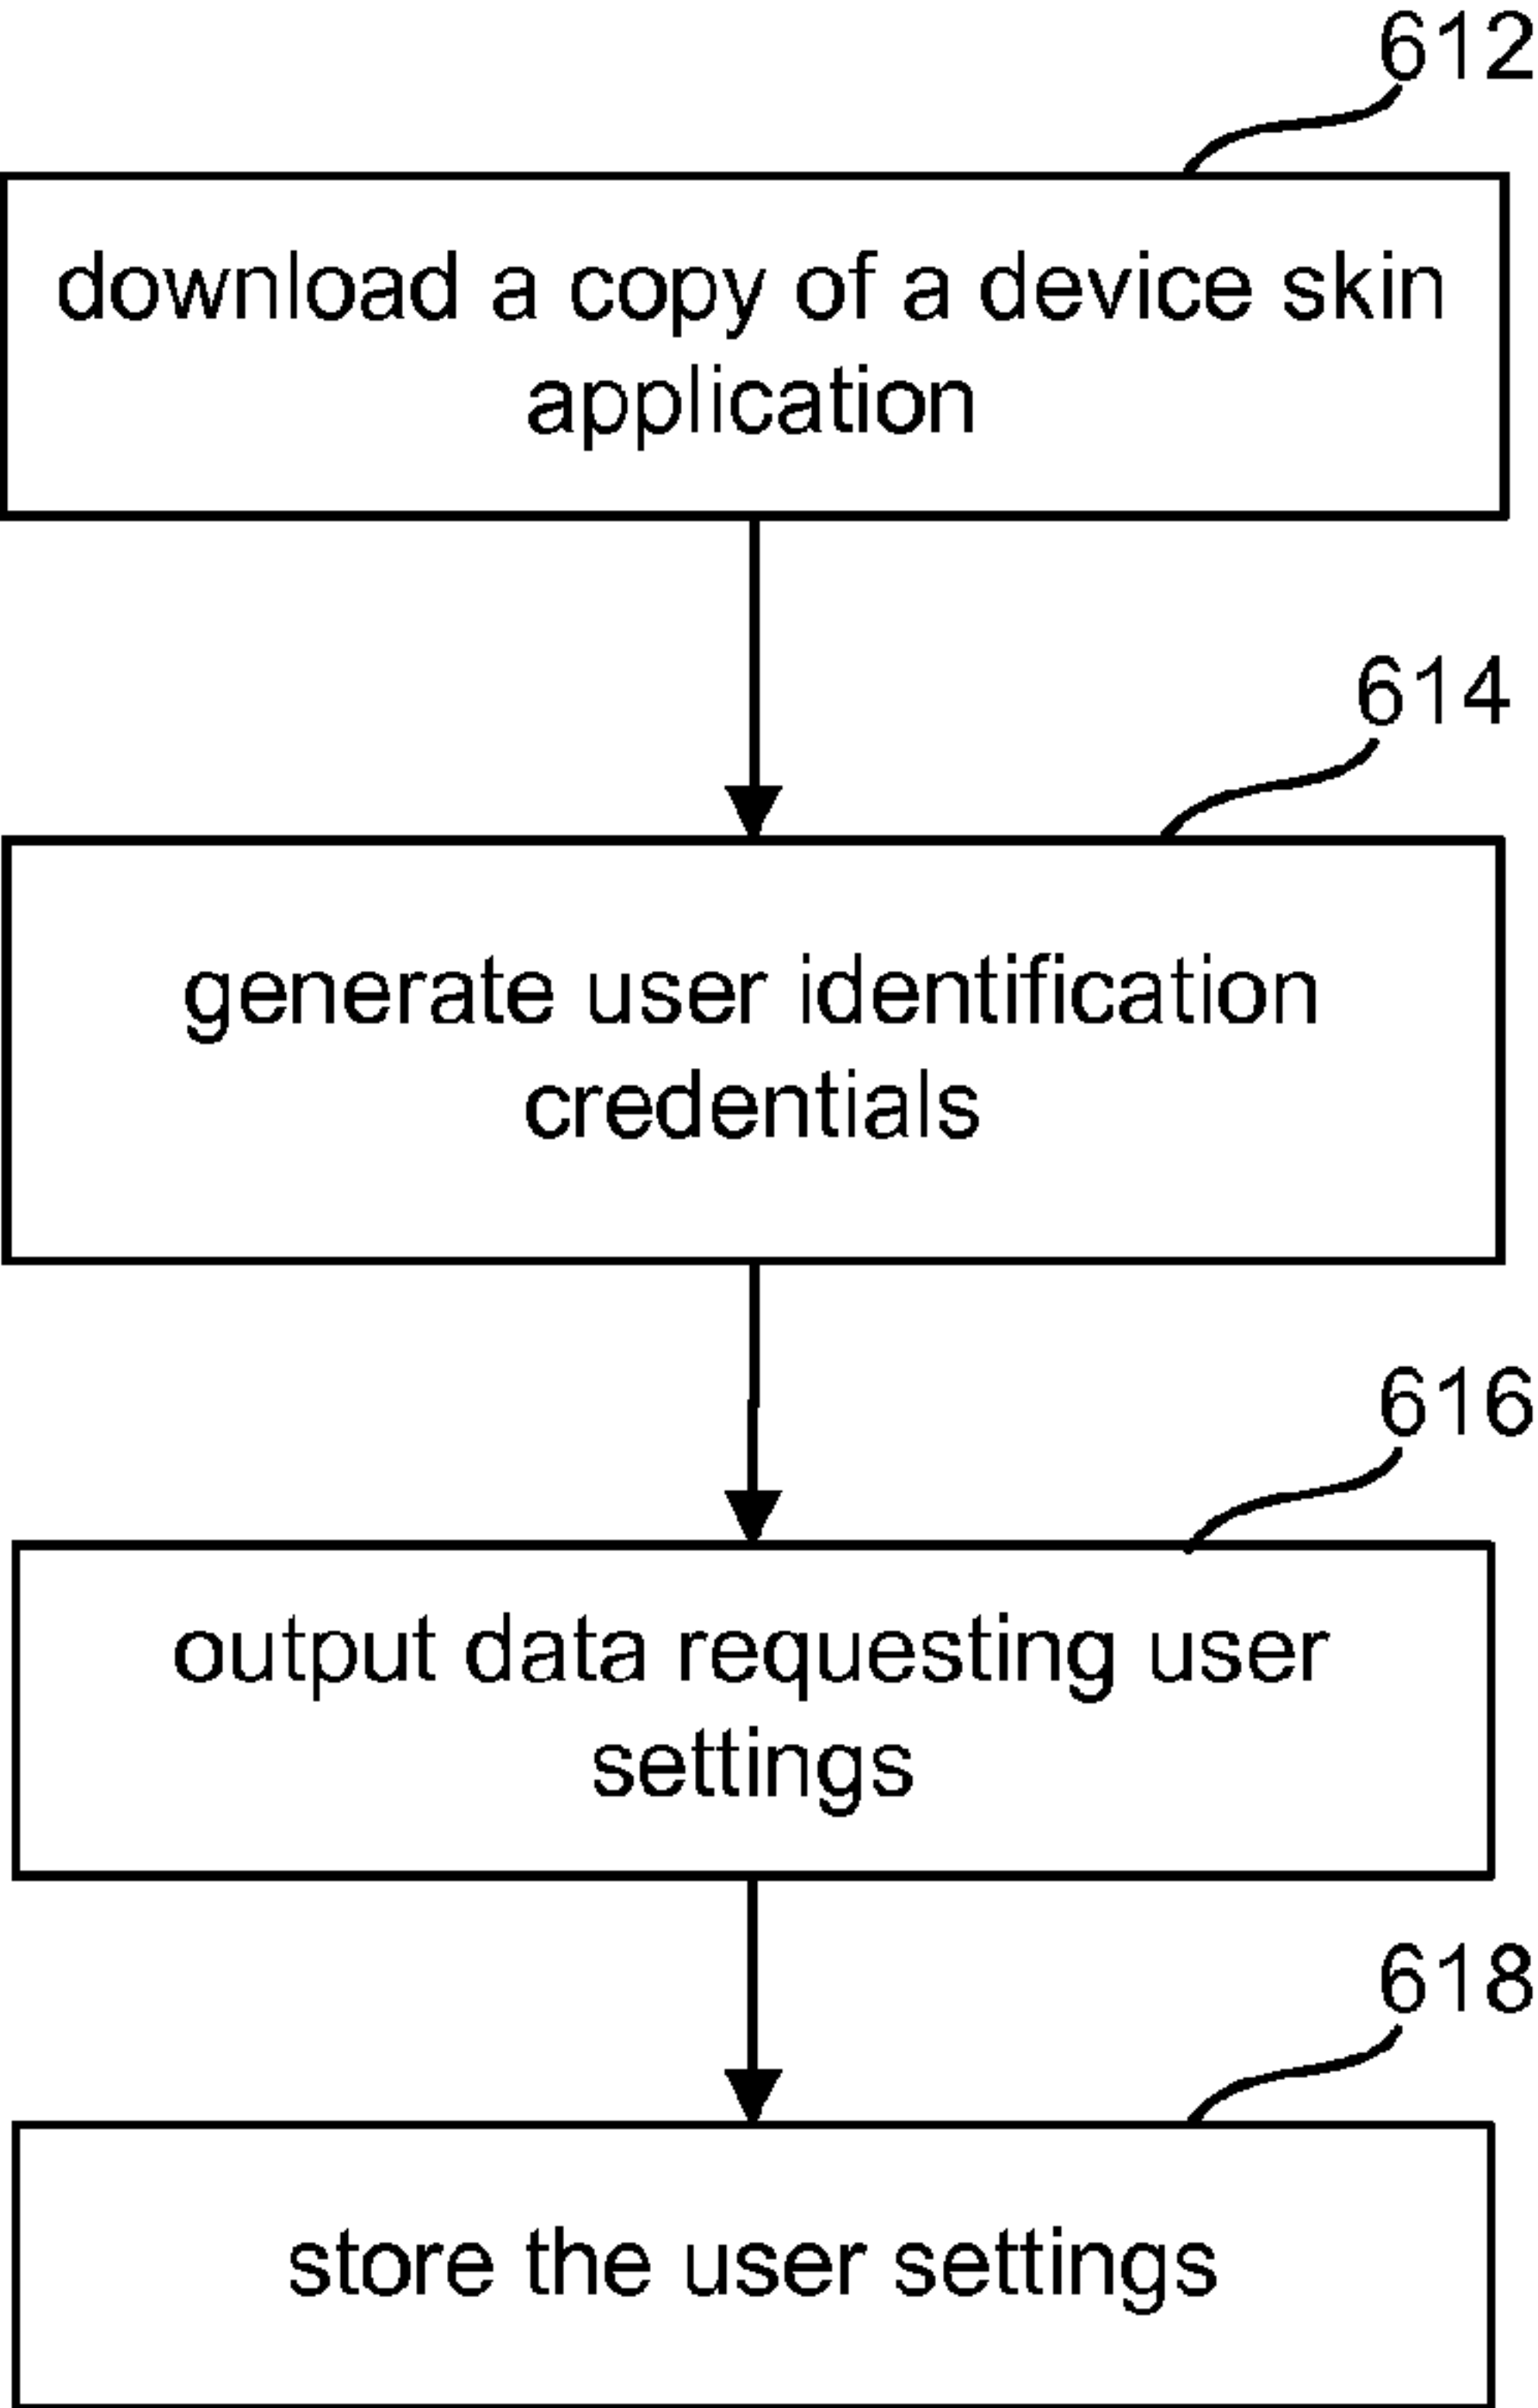 612
download a copy of a device skin
application
614
generate user identification
credentials
616
output data requesting user
settings
618
store the user settings